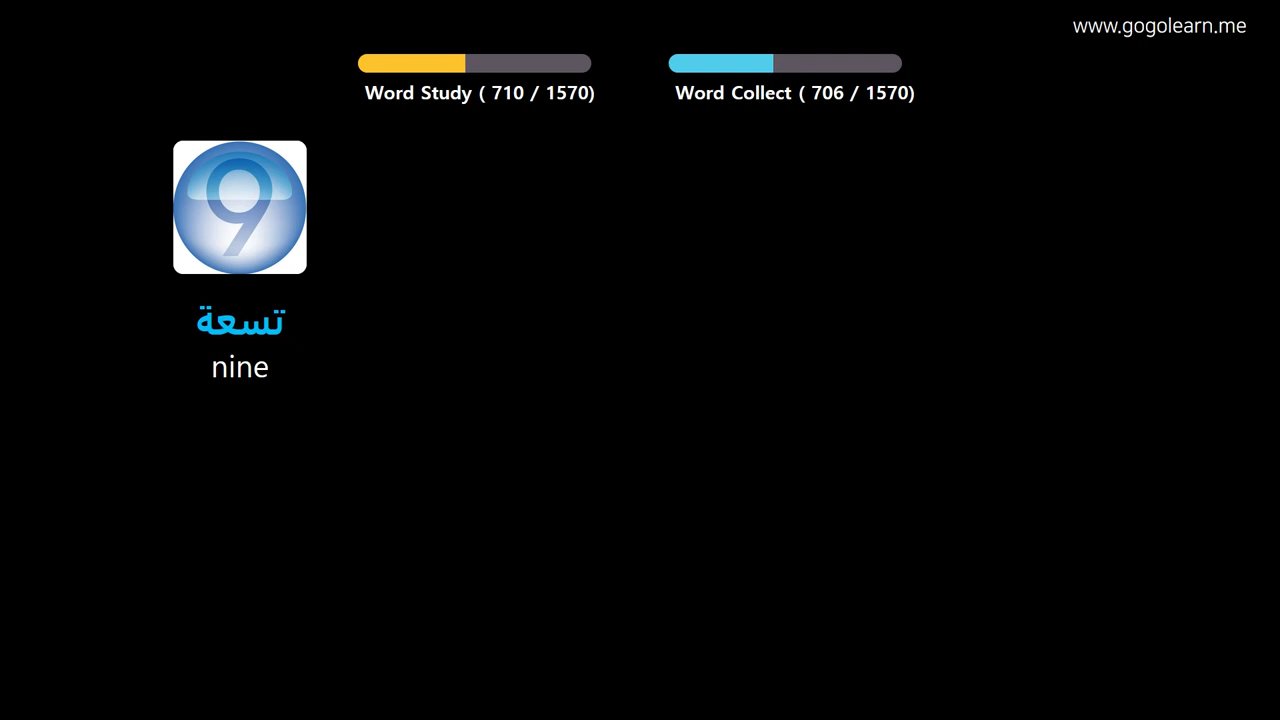 www.gogolearn.me
Word Study ( 710 / 1570)
Word Collect ( 706 / 1570)
9
تسعة
nine